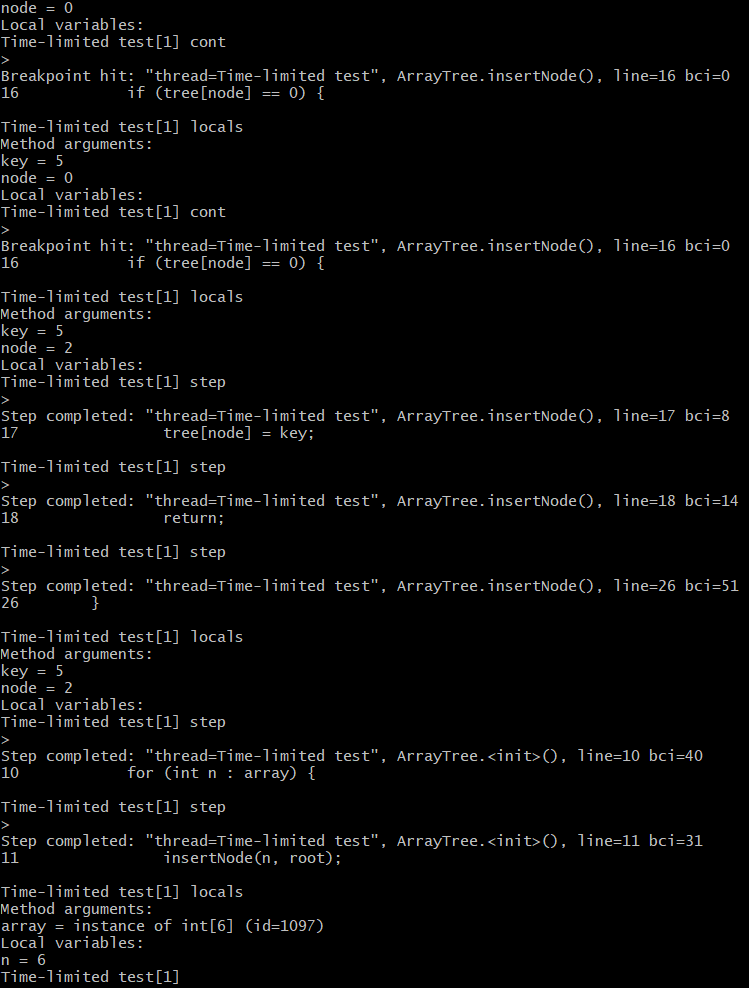 node = 0
Local variables:
Time-limited test[1] cont
>
Breakpoint hit: "thread=Time-limited test", ArrayTree.insertNode(), line=16 bci=0
16            if (tree[node] == 0) {
Time-limited test[1] locals
Method arguments:
key = 5
node = 0
Local variables:
Time-limited test[1] cont
>
Breakpoint hit: "thread=Time-limited test", ArrayTree.insertNode(), line=16 bci=0
16            if (tree[node] == 0) {
Time-limited test[1] locals
Method arguments:
key = 5
node = 2
Local variables:
Time-limited test[1] step
>
Step completed: "thread=Time-limited test", ArrayTree.insertNode(), line=17 bci=8
17                tree[node] = key;
Time-limited test[1] step
>
Step completed: "thread=Time-limited test", ArrayTree.insertNode(), line=18 bci=14
18                return;
Time-limited test[1] step
>
Step completed: "thread=Time-limited test", ArrayTree.insertNode(), line=26 bci=51
26        }
Time-limited test[1] locals
Method arguments:
key = 5
node = 2
Local variables:
Time-limited test[1] step
>
Step completed: "thread=Time-limited test", ArrayTree.<init>(), line=10 bci=40
10            for (int n : array) {
Time-limited test[1] step
>
Step completed: "thread=Time-limited test", ArrayTree.<init>(), line=11 bci=31
11                insertNode(n, root);
Time-limited test[1] locals
Method arguments:
array = instance of int[6] (id=1097)
Local variables:
n = 6
Time-limited test[1]